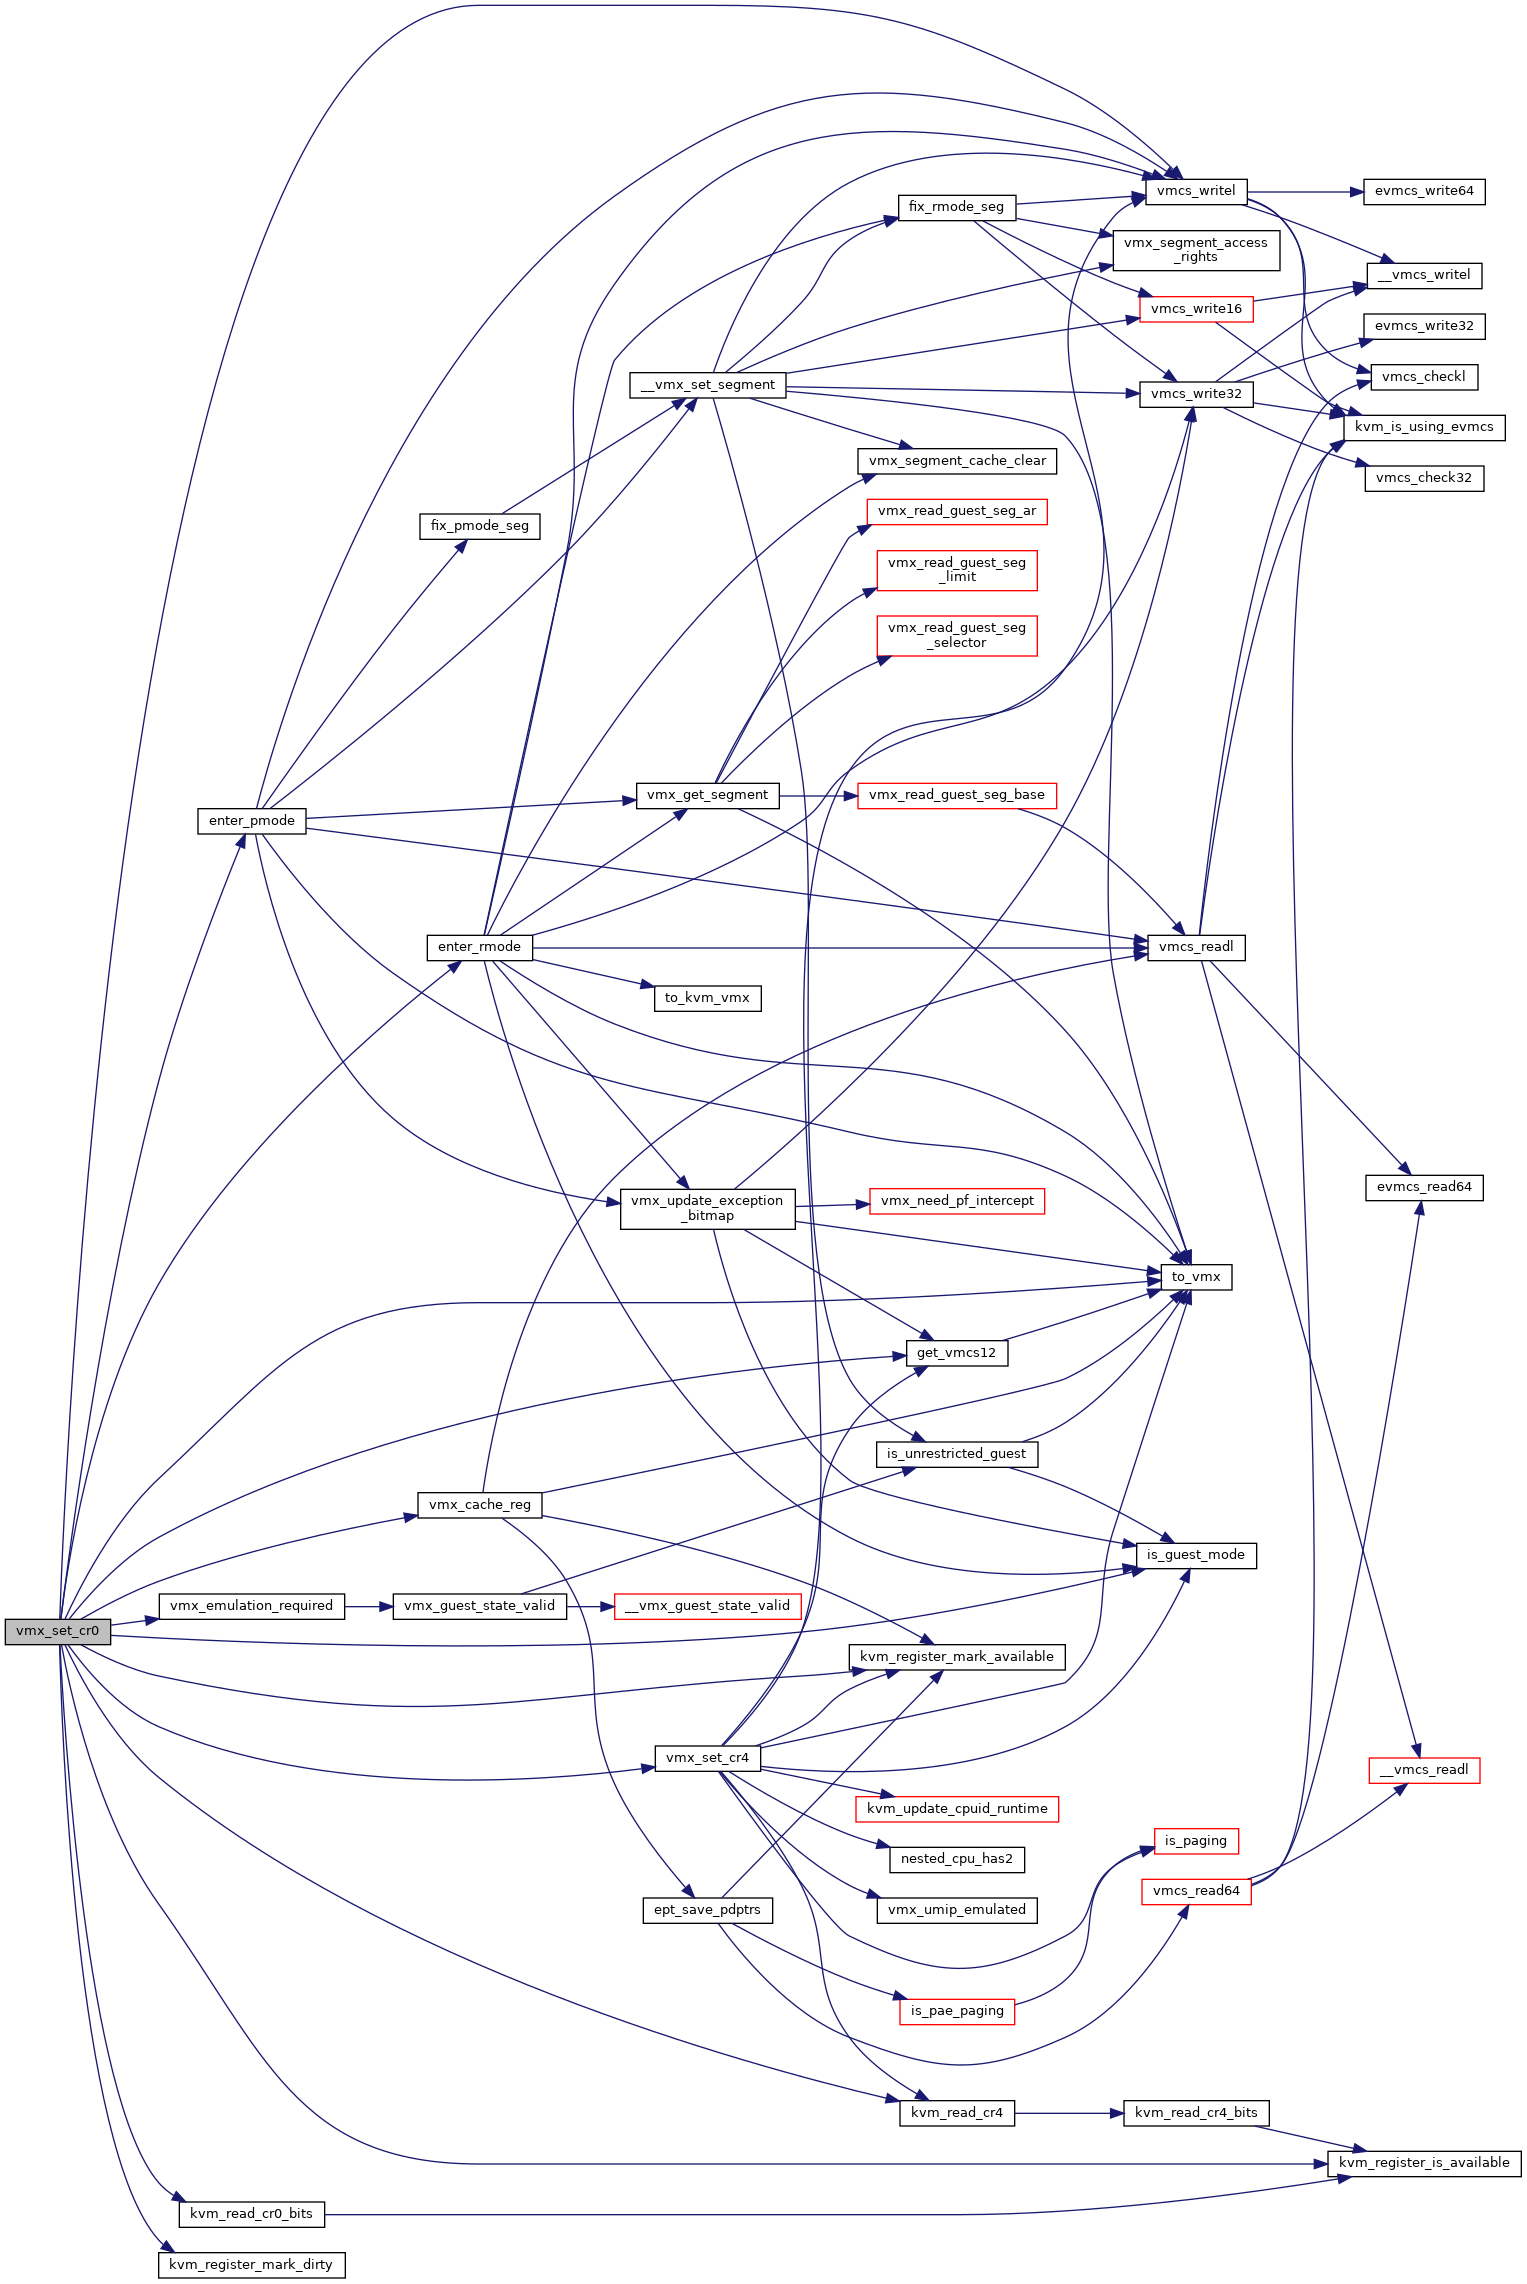 vmcs_writel
evmcs_write64
fix_rmode_seg
vmx_segment_access
_rights
__vmcs_writel
vmcs_write16
evmcs_write32
__vmx_set_segment
vmcs_checkl
vmcs_write32
kvm_is_using_evmcs
vmx_segment_cache_clear
vmcs_check32
vmx_read_guest_seg_ar
fix_pmode_seg
vmx_read_guest_seg
_limit
vmx_read_guest_seg
_selector
vmx_get_segment
vmx_read_guest_seg_base
enter_pmode
enter_rmode
vmcs_readl
to_kvm_vmx
evmcs_read64
vmx_update_exception
_bitmap
vmx_need_pf_intercept
to_vmx
get_vmcs12
is_unrestricted_guest
vmx_cache_reg
is_guest_mode
vmx_emulation_required
vmx_guest_state_valid
__vmx_guest_state_valid
vmx_set_cr0
kvm_register_mark_available
vmx_set_cr4
__vmcs_readl
kvm_update_cpuid_runtime
is_paging
nested_cpu_has2
vmcs_read64
ept_save_pdptrs
vmx_umip_emulated
is_pae_paging
kvm_read_cr4
kvm_read_cr4_bits
kvm_register_is_available
kvm_read_cr0_bits
kvm_register_mark_dirty